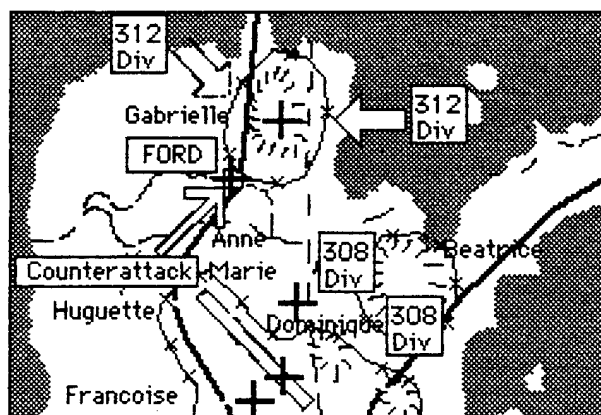 312
Div
Gabrielle
312
Div
FORD
Anne
Marie
308
Div
Beatrice
Counterattack
Huguette
Dominique
308
Div
Francoise